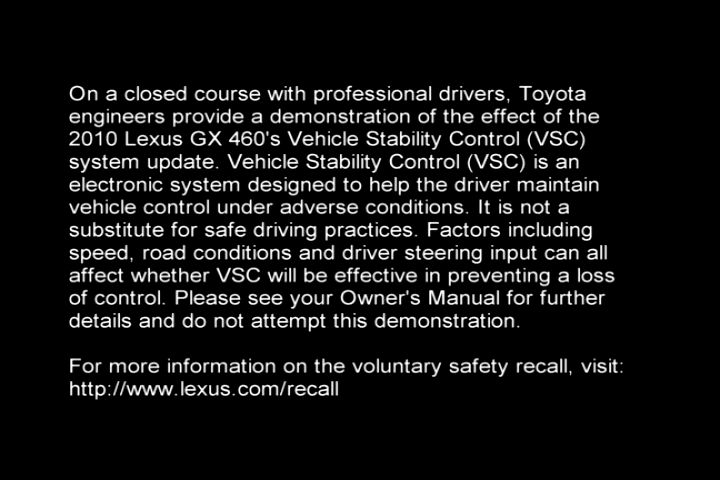 On a closed course with professional drivers, Toyota
engineers provide a demonstration of the effect of the
2010 Lexus GX 460's Vehicle Stability Control (VSC)
system update. Vehicle Stability Control (VSC) is an
electronic system designed to help the driver maintain
vehicle control under adverse conditions. It is not a
substitute for safe driving practices. Factors including
speed, road conditions and driver steering input can all
affect whether VSC will be effective in preventing a loss
of control. Please see your Owner's Manual for further
details and do not attempt this demonstration.
For more information on the voluntary safety recall, visit:
http://www.lexus.com/recall